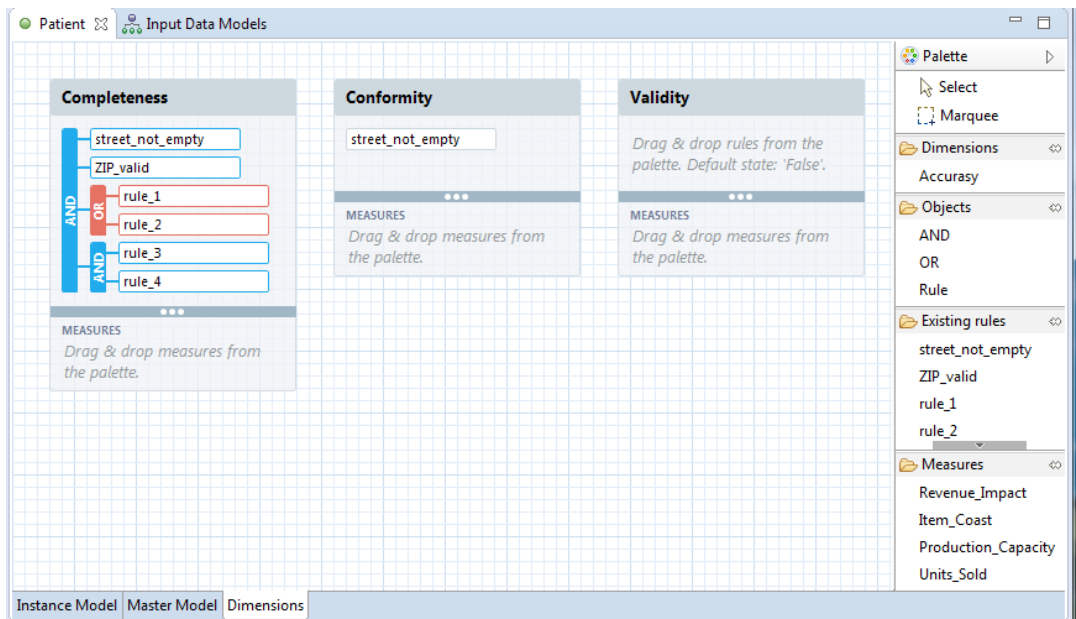 Patient
Input Data Models
Completeness
AND
street_not_empty
ZIP_valid
OR
rule_1
rule_2
AND
rule_3
rule_4
MEASURES
Drag & drop measures from
the palette.
Conformity
street_not_empty
MEASURES
Drag & drop measures from
the palette.
Validity
Drag & drop rules from the
palette. Default state: 'False'.
MEASURES
Drag & drop measures from
the palette.
Palette
Select
Marquee
Dimensions
Accurasy
Objects
AND
OR
Rule
Existing rules
street_not_empty
ZIP_valid
rule_1
rule_2
Measures
Revenue_Impact
Item_Coast
Production_Capacity
Units_Sold
Instance Model
Master Model
Dimensions